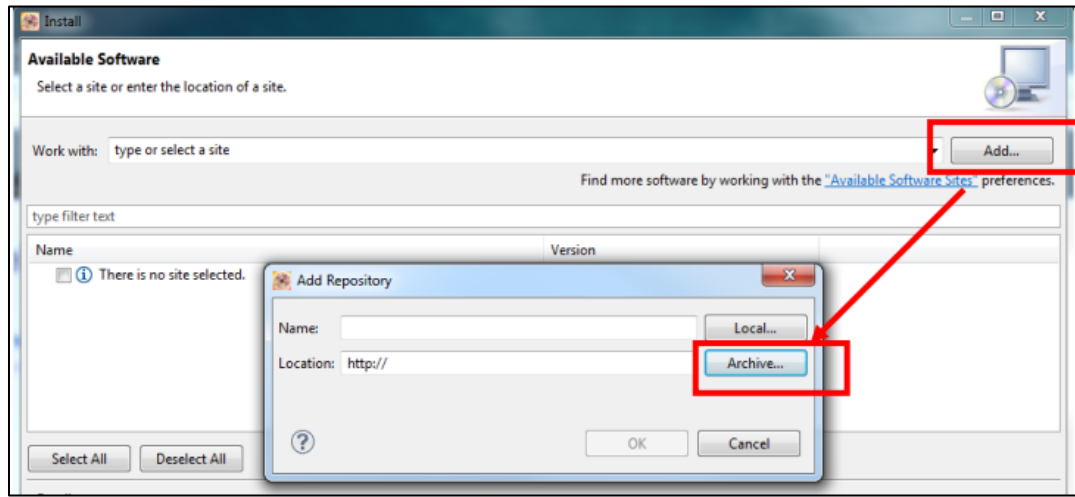 Install
Available Software
Select a site or enter the location of a site.
Work with: type or select a site Add...
Find more software by working with the "Available Software Sites" preferences.
type filter text
Name Version
There is no site selected.
Add Repository
Name: Local...
Location: http:// Archive...
OK Cancel
Select All Deselect All